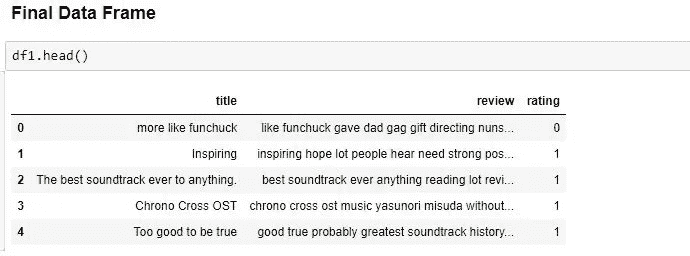 Final Data Frame
df1.head()
title review rating
0 more like funchuck like funchuck gave dad gag gift directing nuns... 0
1 Inspiring inspiring hope lot people hear need strong pos... 1
2 The best soundtrack ever to anything. best soundtrack ever anything reading lot revi... 1
3 Chrono Cross OST chrono cross ost music yasunori misuda without... 1
4 Too good to be true good true probably greatest soundtrack history... 1